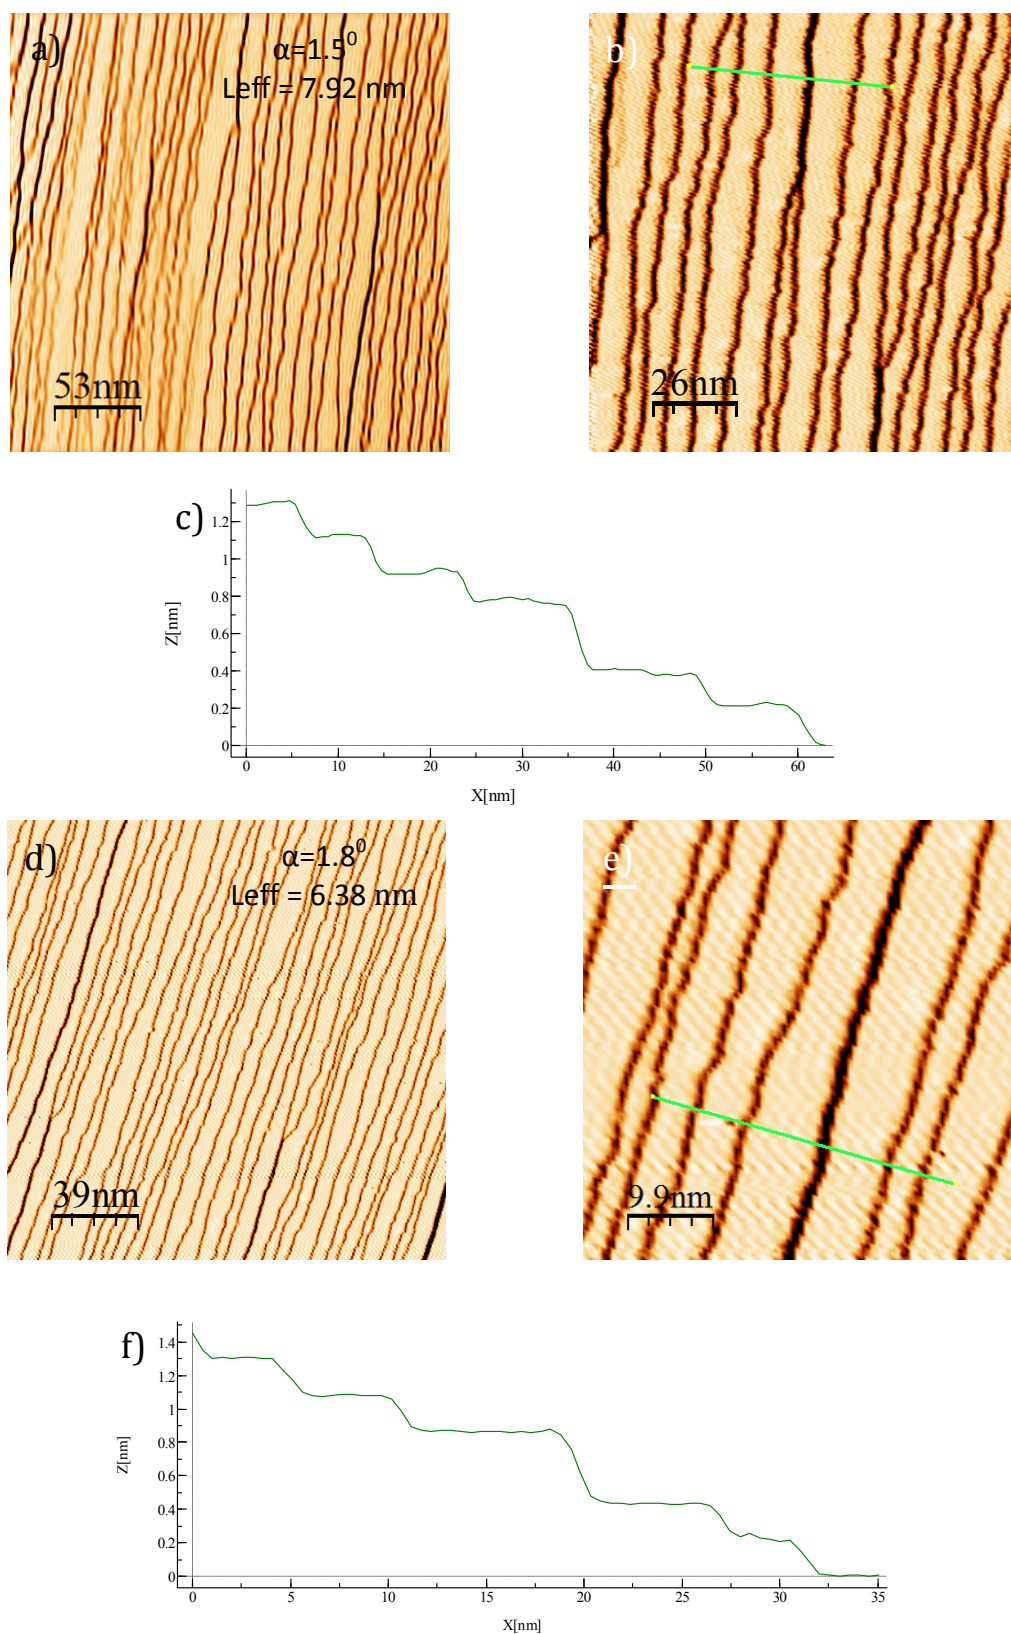 a)
α=1.5⁰
Leff = 7.92 nm
53nm
b)
26nm
c)
Z[nm]
1.2
1
0.8
0.6
0.4
0.2
0
0 10 20 30 40 50 60
X[nm]
d)
α=1.8⁰
Leff = 6.38 nm
39nm
e)
9.9nm
f)
Z[nm]
1.4
1.2
1
0.8
0.6
0.4
0.2
0
0 5 10 15 20 25 30 35
X[nm]